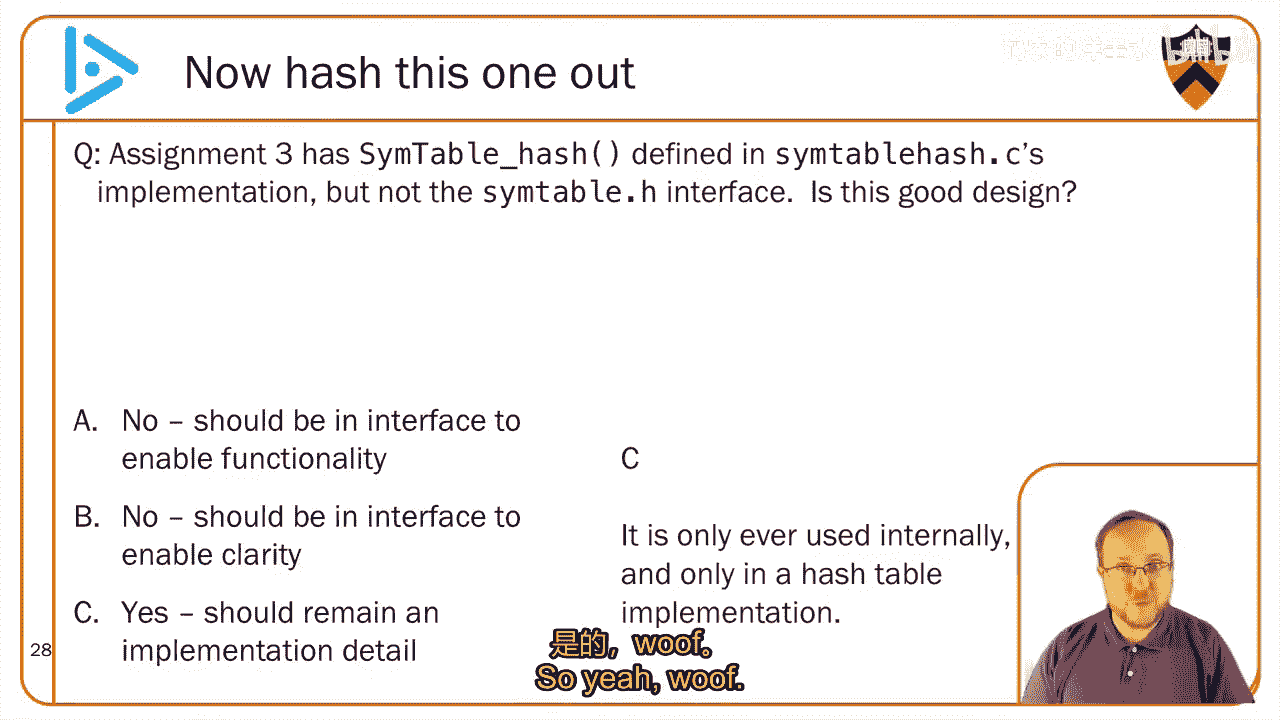 Now hash this one out
Q: Assignment 3 has SymTable_hash() defined in symtablehash.c's
implementation, but not the symtable.h interface. Is this good design?
A. No – should be in interface to
enable functionality
B. No – should be in interface to
enable clarity
C. Yes – should remain an
implementation detail
C
It is only ever used internally,
and only in a hash table
implementation.
28
是的，woof。
So yeah, woof.